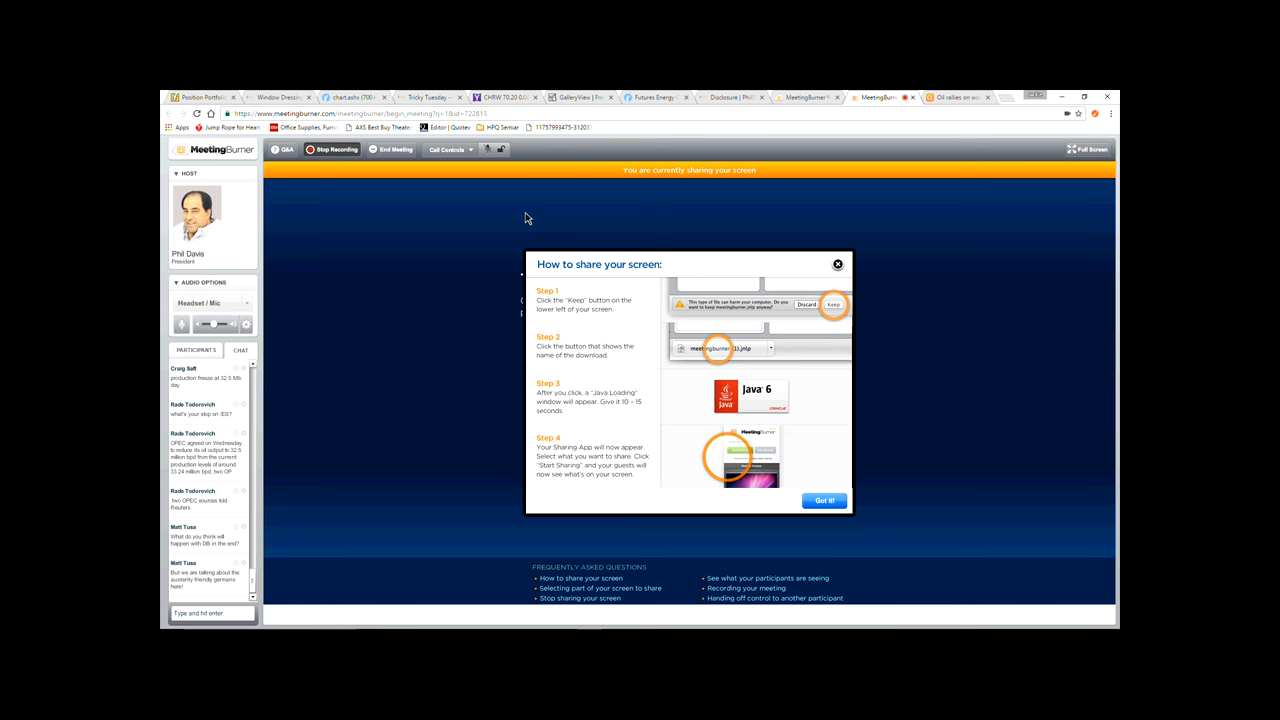 Position Portfolio
Window Dressing
chart.ashx (700×
Tricky Tuesday –
CHRW 70.20 0.0
GalleryView | Fre
Futures Energy C
Disclosure | Phil
MeetingBurner
MeetingBurn
Oil rallies on wo
https://www.meetingburner.com/meetingburner/begin_meeting?rj=1&id=722813
Apps
Jump Rope for Heart
Office Supplies, Furni
AXS Best Buy Theater
Editor | Quotev
HPQ Semiar
11757993475-31203
MeetingBurner
Q&A
Stop Recording
End Meeting
Call Controls
Full Screen
You are currently sharing your screen
HOST
Phil Davis
President
AUDIO OPTIONS
Headset / Mic
PARTICIPANTS
CHAT
Craig Saft
production freeze at 32.5 Mb
day
Rade Todorovich
what's your stop on /ES?
Rade Todorovich
OPEC agreed on Wednesday
to reduce its oil output to 32.5
million bpd from the current
production levels of around
33.24 million bpd, two OP
Rade Todorovich
two OPEC sources told
Reuters.
Matt Tusa
What do you think will
happen with DB in the end?
Matt Tusa
But we are talking about the
austerity friendly germans
here!
Type and hit enter
How to share your screen:
Step 1
Click the "Keep" button on the
lower left of your screen.
This type of file can harm your computer. Do you
want to keep meetingburner.jnlp anyway?
Discard
Keep
Step 2
Click the button that shows the
name of the download.
meetingburner (1).jnlp
Step 3
After you click, a "Java Loading"
window will appear. Give it 10 – 15
seconds.
Java
Java 6
ORACLE
Step 4
Your Sharing App will now appear.
Select what you want to share. Click
"Start Sharing" and your guests will
now see what's on your screen.
MeetingBurner
Got it!
FREQUENTLY ASKED QUESTIONS
• How to share your screen
• Selecting part of your screen to share
• Stop sharing your screen
• See what your participants are seeing
• Recording your meeting
• Handing off control to another participant